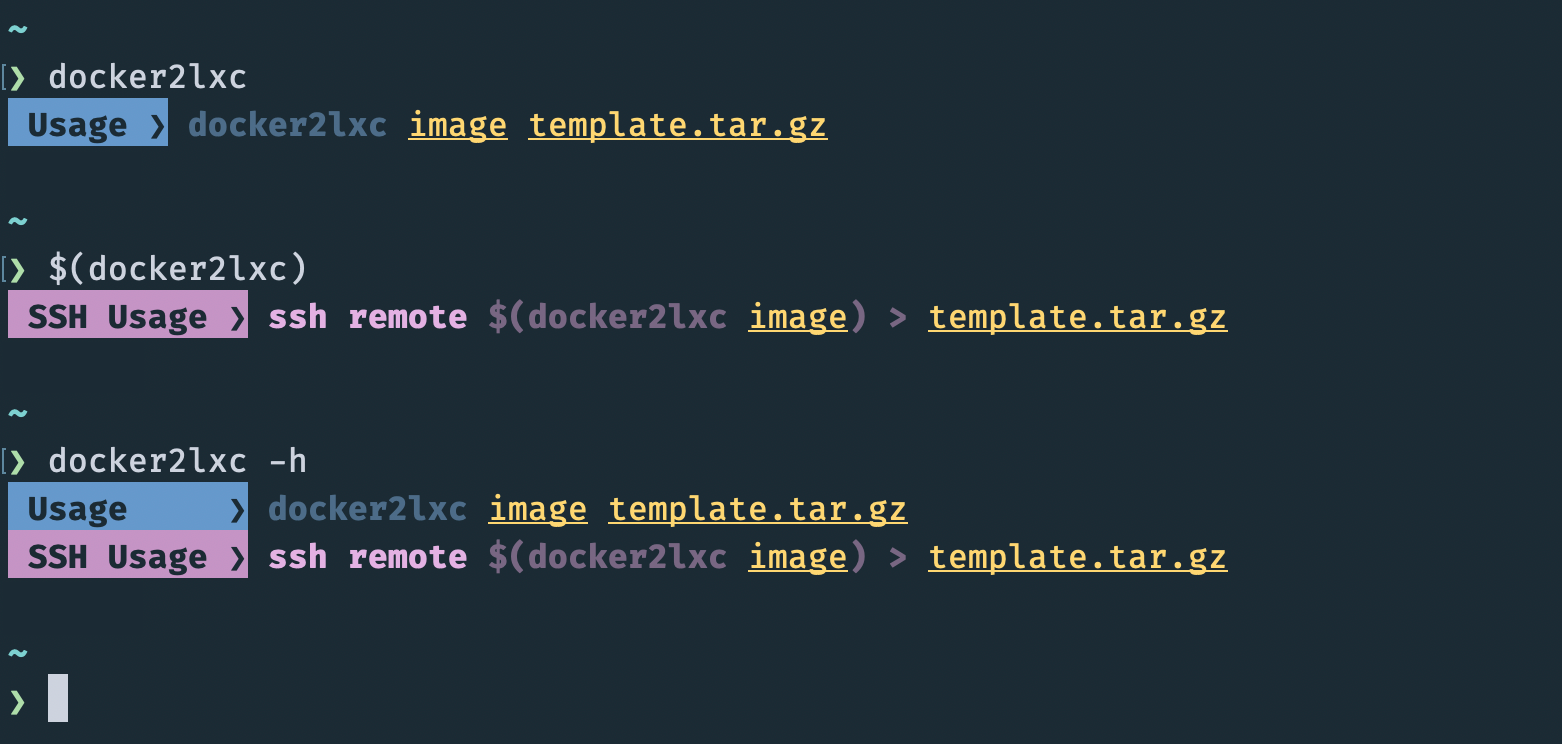 ~
❯ docker2lxc
Usage ❯ docker2lxc image template.tar.gz
~
❯ $(docker2lxc)
SSH Usage ❯ ssh remote $(docker2lxc image) > template.tar.gz
~
❯ docker2lxc -h
Usage ❯ docker2lxc image template.tar.gz
SSH Usage ❯ ssh remote $(docker2lxc image) > template.tar.gz
~
❯